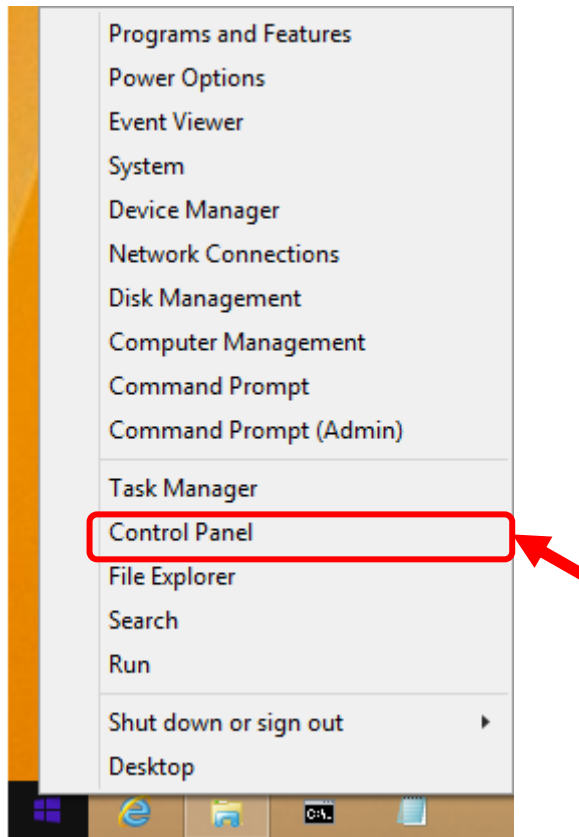 Programs and Features
Power Options
Event Viewer
System
Device Manager
Network Connections
Disk Management
Computer Management
Command Prompt
Command Prompt (Admin)
Task Manager
Control Panel
File Explorer
Search
Run
Shut down or sign out
Desktop
C:\.